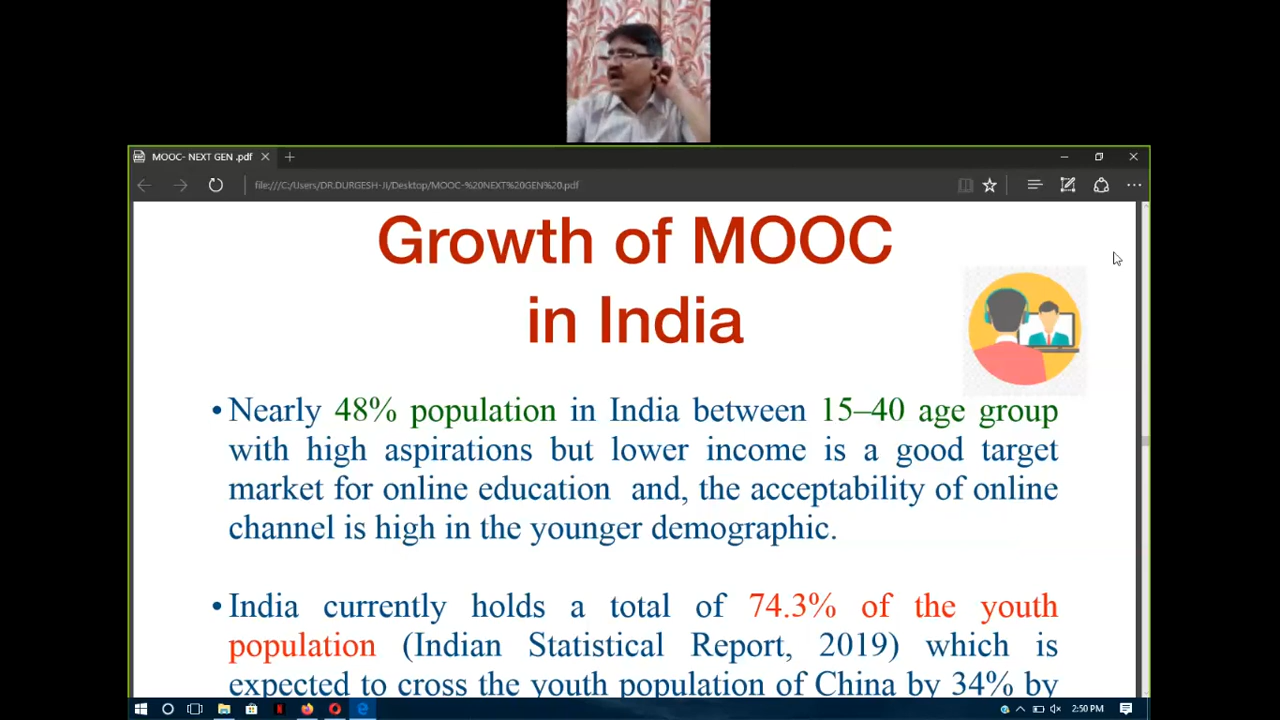 MOOC- NEXT GEN .pdf
file:///C:/Users/DR.DURGESH-JI/Desktop/MOOC-%20NEXT%20GEN%20.pdf
Growth of MOOC
in India
• Nearly 48% population in India between 15–40 age group
with high aspirations but lower income is a good target
market for online education and, the acceptability of online
channel is high in the younger demographic.
• India currently holds a total of 74.3% of the youth
population (Indian Statistical Report, 2019) which is
expected to cross the youth population of China by 34% by
2:50 PM